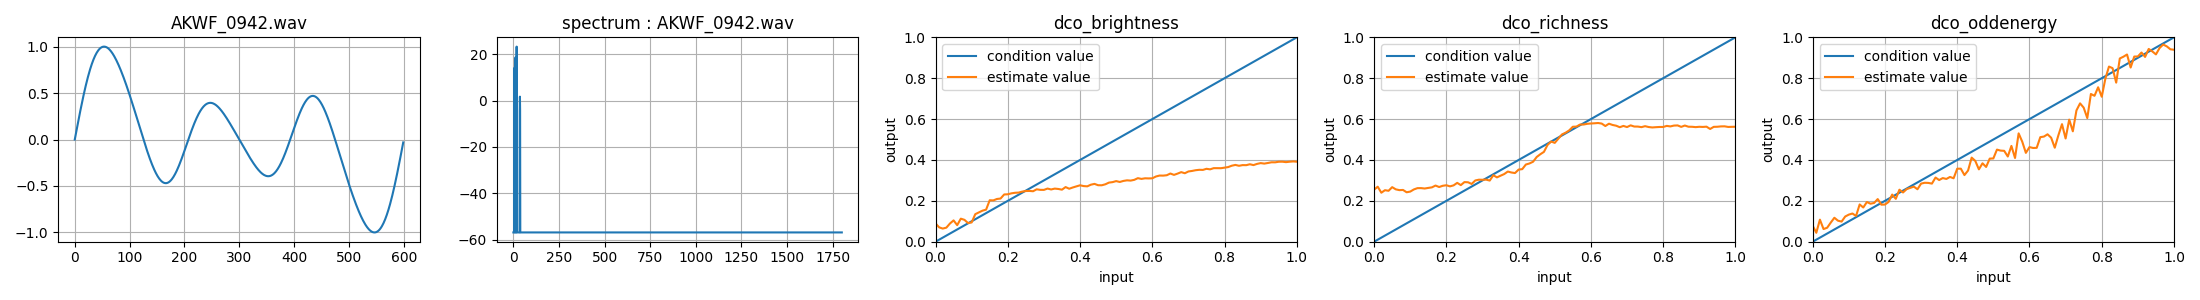 AKWF_0942.wav
1.0
0.5
0.0
−0.5
−1.0
0 100 200 300 400 500 600
spectrum : AKWF_0942.wav
20
0
−20
−40
−60
0 250 500 750 1000 1250 1500 1750
dco_brightness
condition value
estimate value
output
1.0
0.8
0.6
0.4
0.2
0.0
0.0 0.2 0.4 0.6 0.8 1.0
input
dco_richness
condition value
estimate value
output
1.0
0.8
0.6
0.4
0.2
0.0
0.0 0.2 0.4 0.6 0.8 1.0
input
dco_oddenergy
condition value
estimate value
output
1.0
0.8
0.6
0.4
0.2
0.0
0.0 0.2 0.4 0.6 0.8 1.0
input